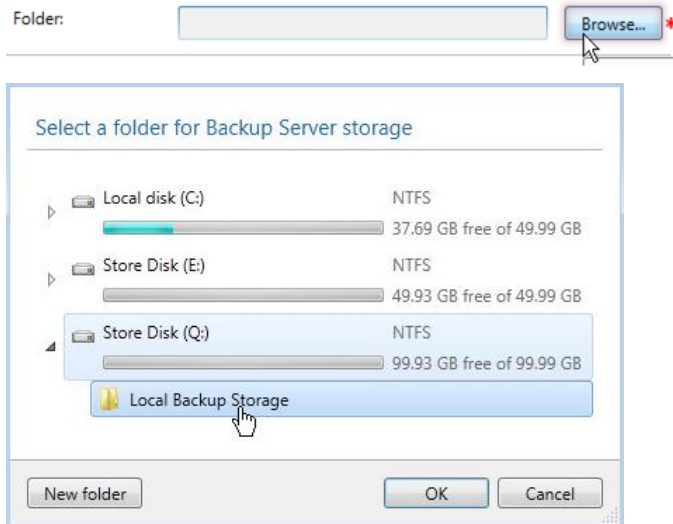 Folder: Browse... *
Select a folder for Backup Server storage
Local disk (C:) NTFS
37.69 GB free of 49.99 GB
Store Disk (E:) NTFS
49.93 GB free of 49.99 GB
Store Disk (Q:) NTFS
99.93 GB free of 99.99 GB
Local Backup Storage
New folder OK Cancel